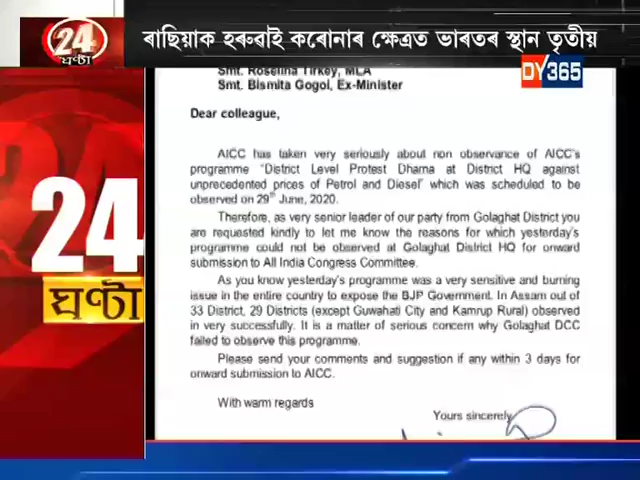 24
ঘণ্টা
ৰাছিয়াক হৰুৱাই কৰোনাৰ ক্ষেত্ৰত ভাৰতৰ স্থান তৃতীয়
DY365
Smt. Roselina Tirkey, MLA
Smt. Bismita Gogoi, Ex-Minister
Dear colleague,
AICC has taken very seriously about non observance of AICC's
programme "District Level Protest Dharna at District HQ against
unprecedented prices of Petrol and Diesel" which was scheduled to be
observed on 29th June, 2020.
Therefore, as very senior leader of our party from Golaghat District you
are requested kindly to let me know the reasons for which yesterday's
programme could not be observed at Golaghat District HQ for onward
submission to All India Congress Committee.
As you know yesterday's programme was a very sensitive and burning
issue in the entire country to expose the BJP Government. In Assam out of
33 District, 29 Districts (except Guwahati City and Kamrup Rural) observed
in very successfully. It is a matter of serious concern why Golaghat DCC
failed to observe this programme.
Please send your comments and suggestion if any within 3 days for
onward submission to AICC.
With warm regards
Yours sincerely,
24
ঘণ্টা